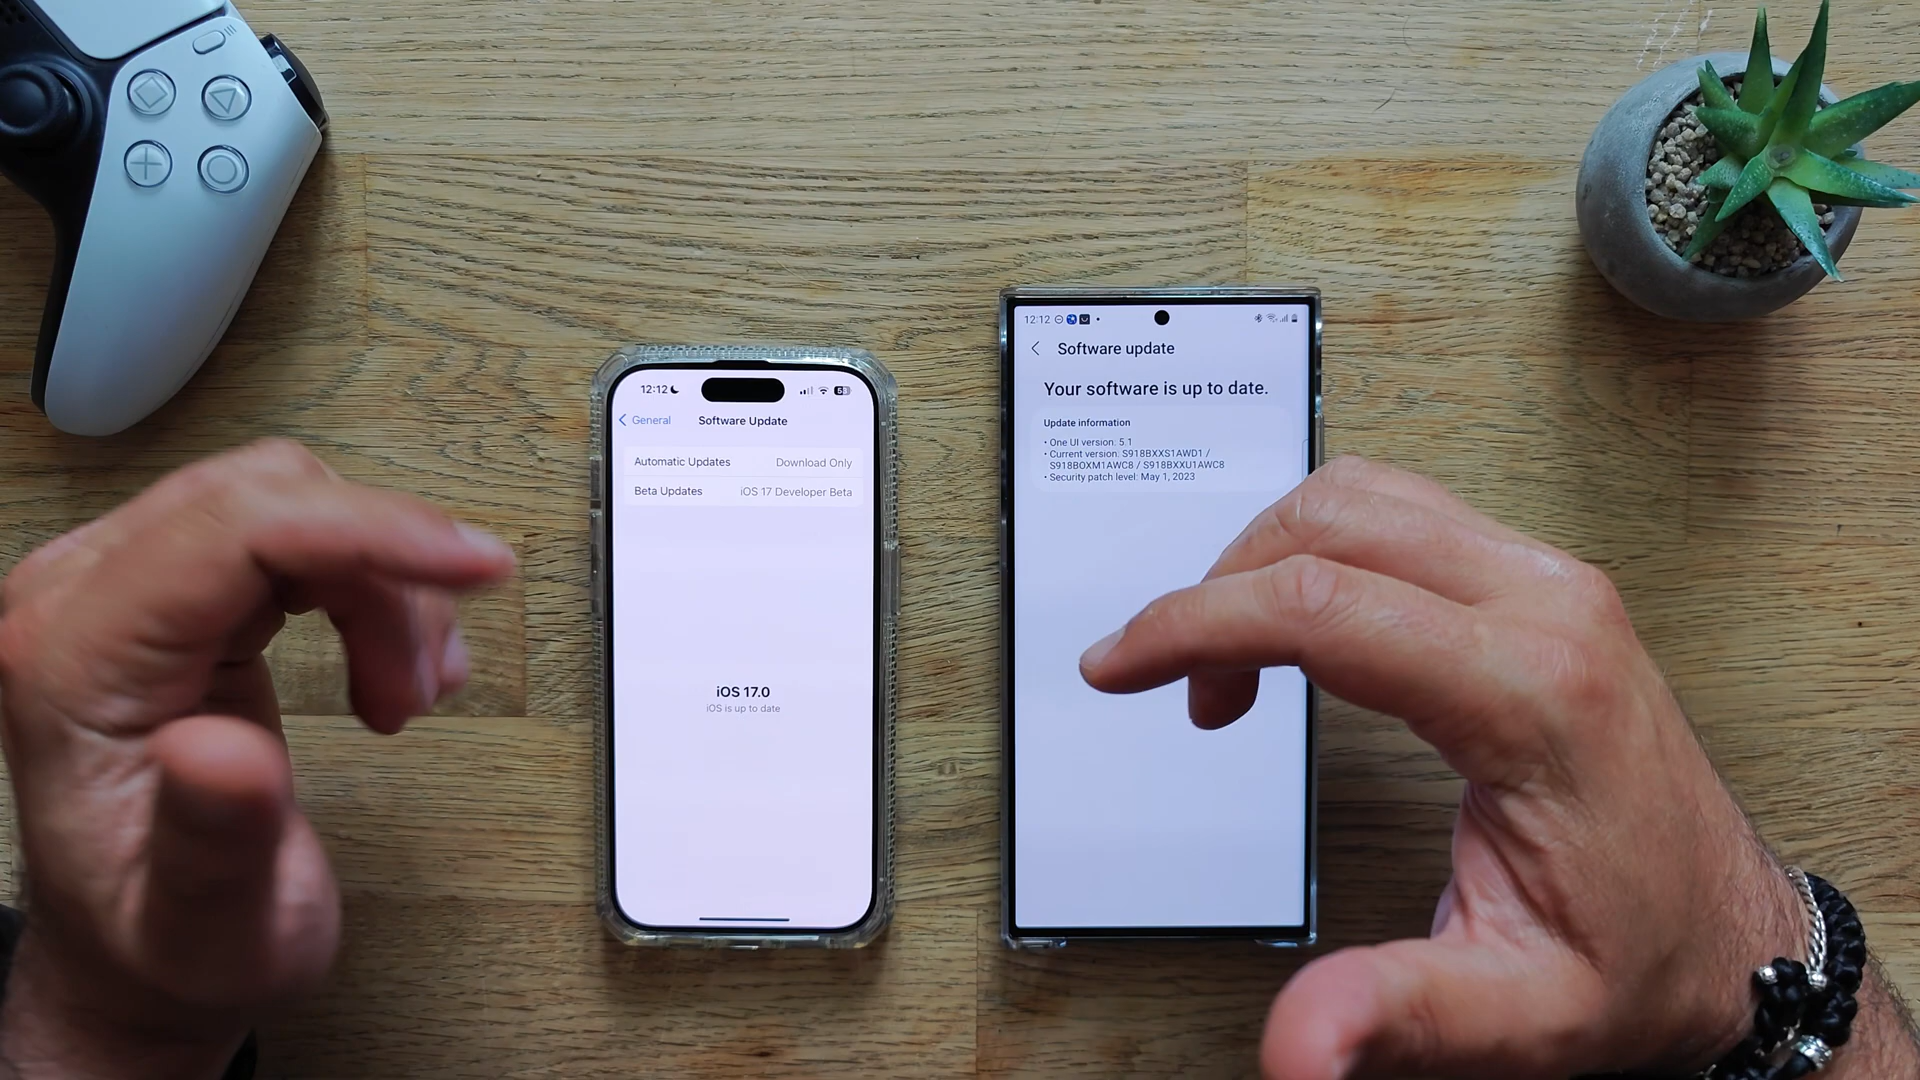 12:12
General
Software Update
Automatic Updates Download Only
Beta Updates iOS 17 Developer Beta
iOS 17.0
iOS is up to date
12:12
Software update
Your software is up to date.
Update information
• One UI version: 5.1
• Current version: S918BXXS1AWD1 /
S918BOXM1AWC8 / S918BXXU1AWC8
• Security patch level: May 1, 2023